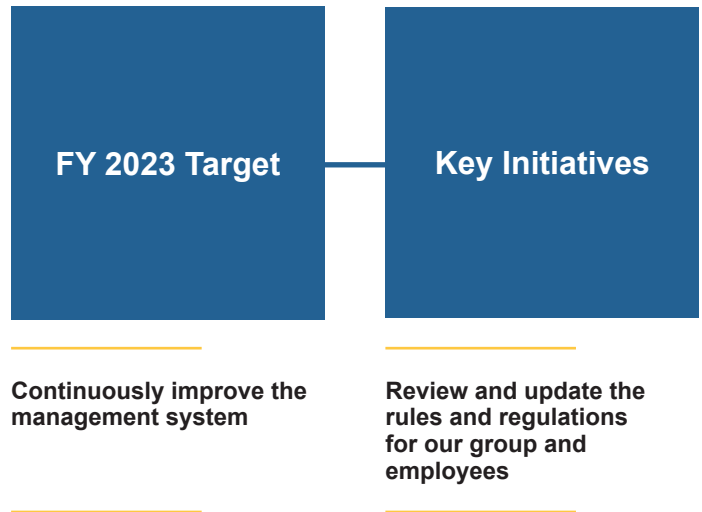 FY 2023 Target
Key Initiatives
Continuously improve the
management system
Review and update the
rules and regulations
for our group and
employees